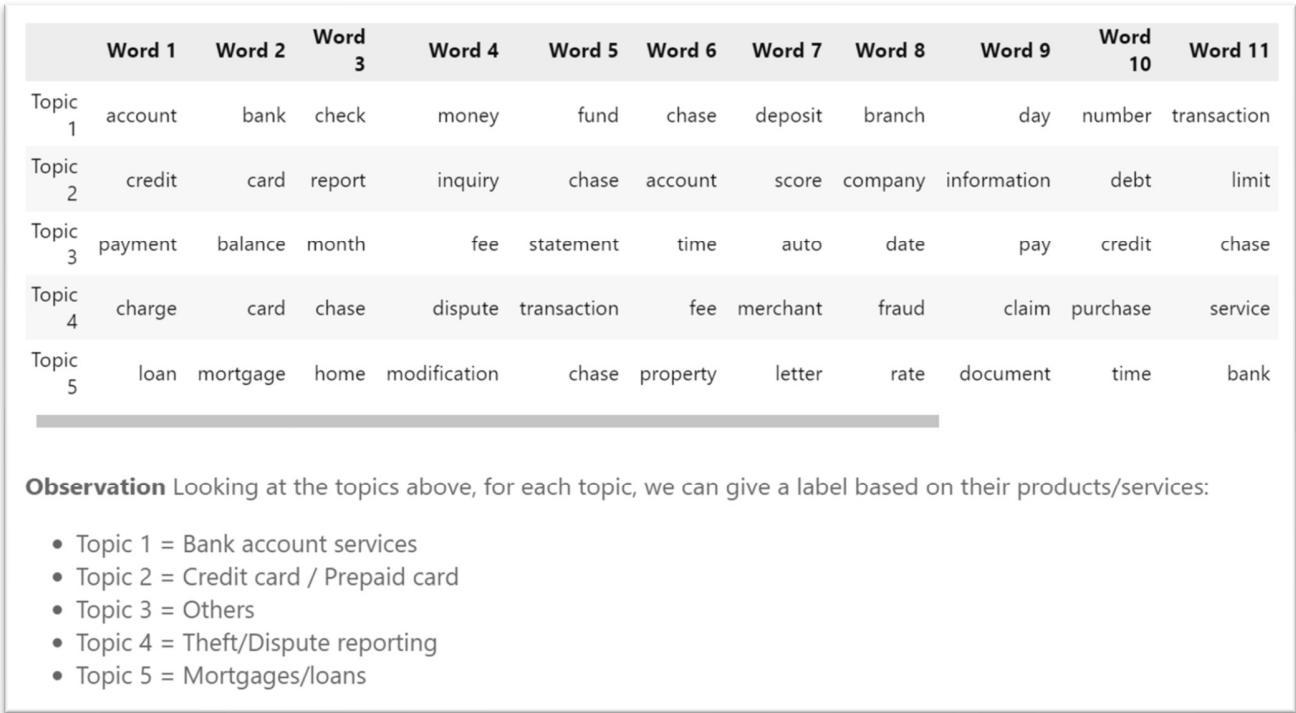 Word 1 Word 2 Word 3 Word 4 Word 5 Word 6 Word 7 Word 8 Word 9 Word 10 Word 11
Topic 1 account bank check money fund chase deposit branch day number transaction
Topic 2 credit card report inquiry chase account score company information debt limit
Topic 3 payment balance month fee statement time auto date pay credit chase
Topic 4 charge card chase dispute transaction fee merchant fraud claim purchase service
Topic 5 loan mortgage home modification chase property letter rate document time bank
Observation Looking at the topics above, for each topic, we can give a label based on their products/services:
• Topic 1 = Bank account services
• Topic 2 = Credit card / Prepaid card
• Topic 3 = Others
• Topic 4 = Theft/Dispute reporting
• Topic 5 = Mortgages/loans